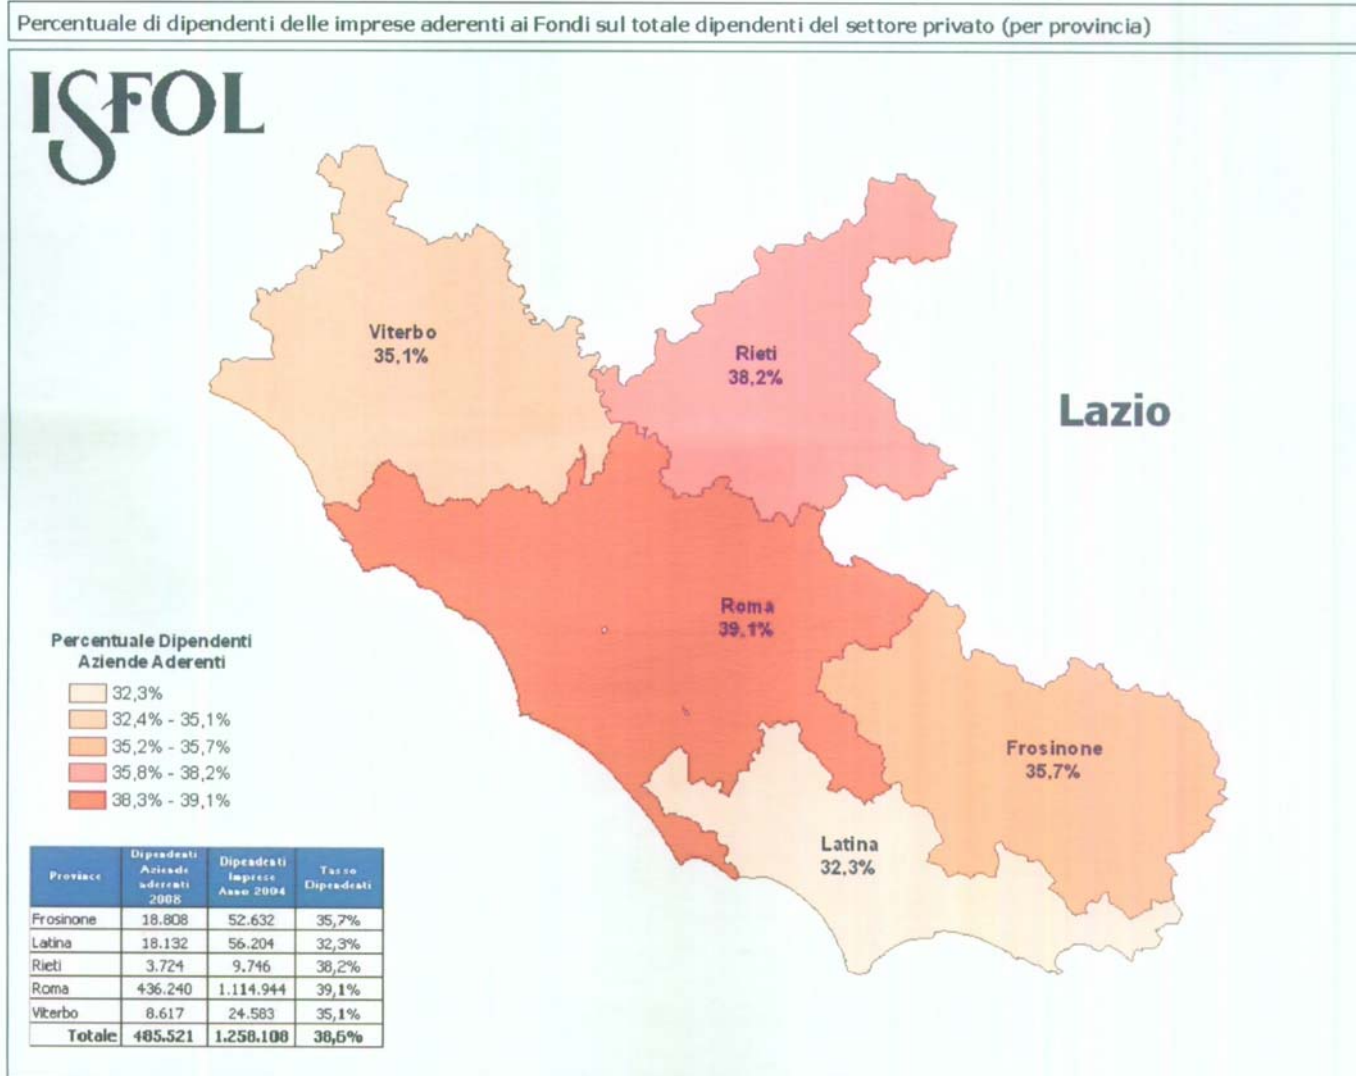 Percentuale di dipendenti delle imprese aderenti ai Fondi sul totale dipendenti del settore privato (per provincia)
ISFOL
Viterbo
35,1%
Rieti
38,2%
Lazio
Roma
39,1%
Frosinone
35,7%
Latina
32,3%
Percentuale Dipendenti
Aziende Aderenti
32,3%
32,4% - 35,1%
35,2% - 35,7%
35,8% - 38,2%
38,3% - 39,1%
Province Dipendenti Aziende aderenti 2008 Dipendenti Imprese Anno 2004 Tasso Dipendenti
Frosinone 18.808 52.632 35,7%
Latina 18.132 56.204 32,3%
Rieti 3.724 9.746 38,2%
Roma 436.240 1.114.944 39,1%
Viterbo 8.617 24.583 35,1%
Totale 485.521 1.258.108 38,6%